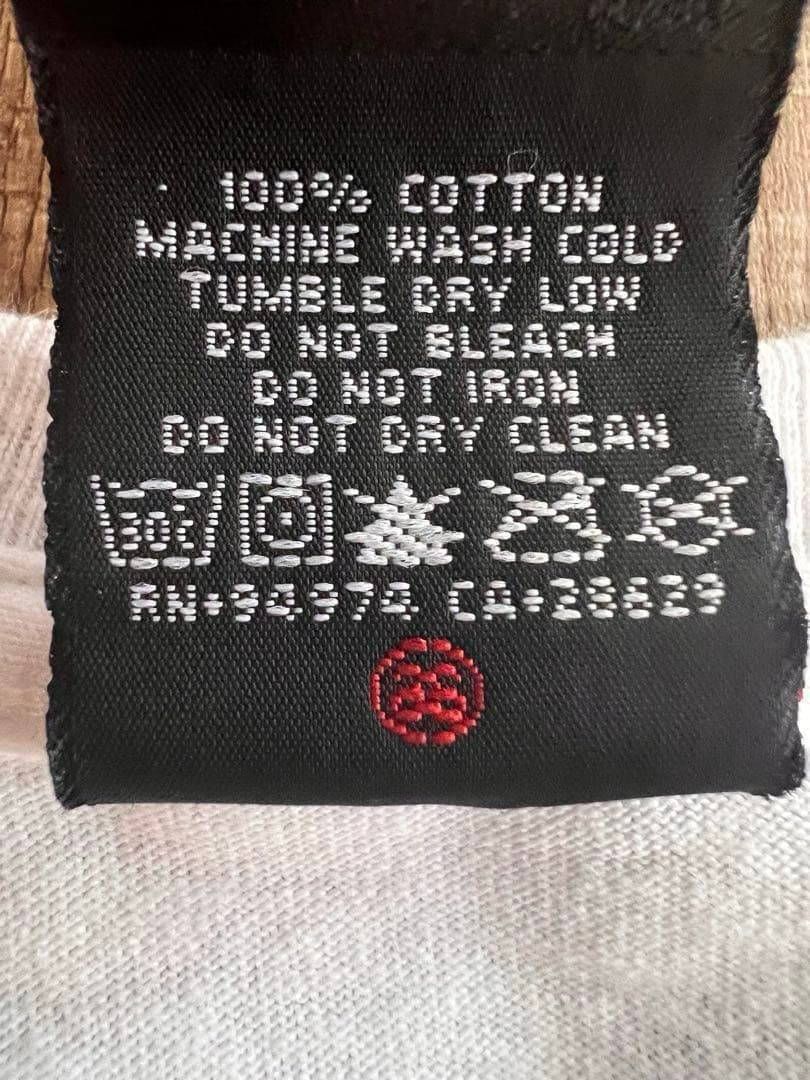 100% COTTON
MACHINE WASH COLD
TUMBLE DRY LOW
DO NOT BLEACH
DO NOT IRON
DO NOT DRY CLEAN
30C
RN#94974 CA#28629